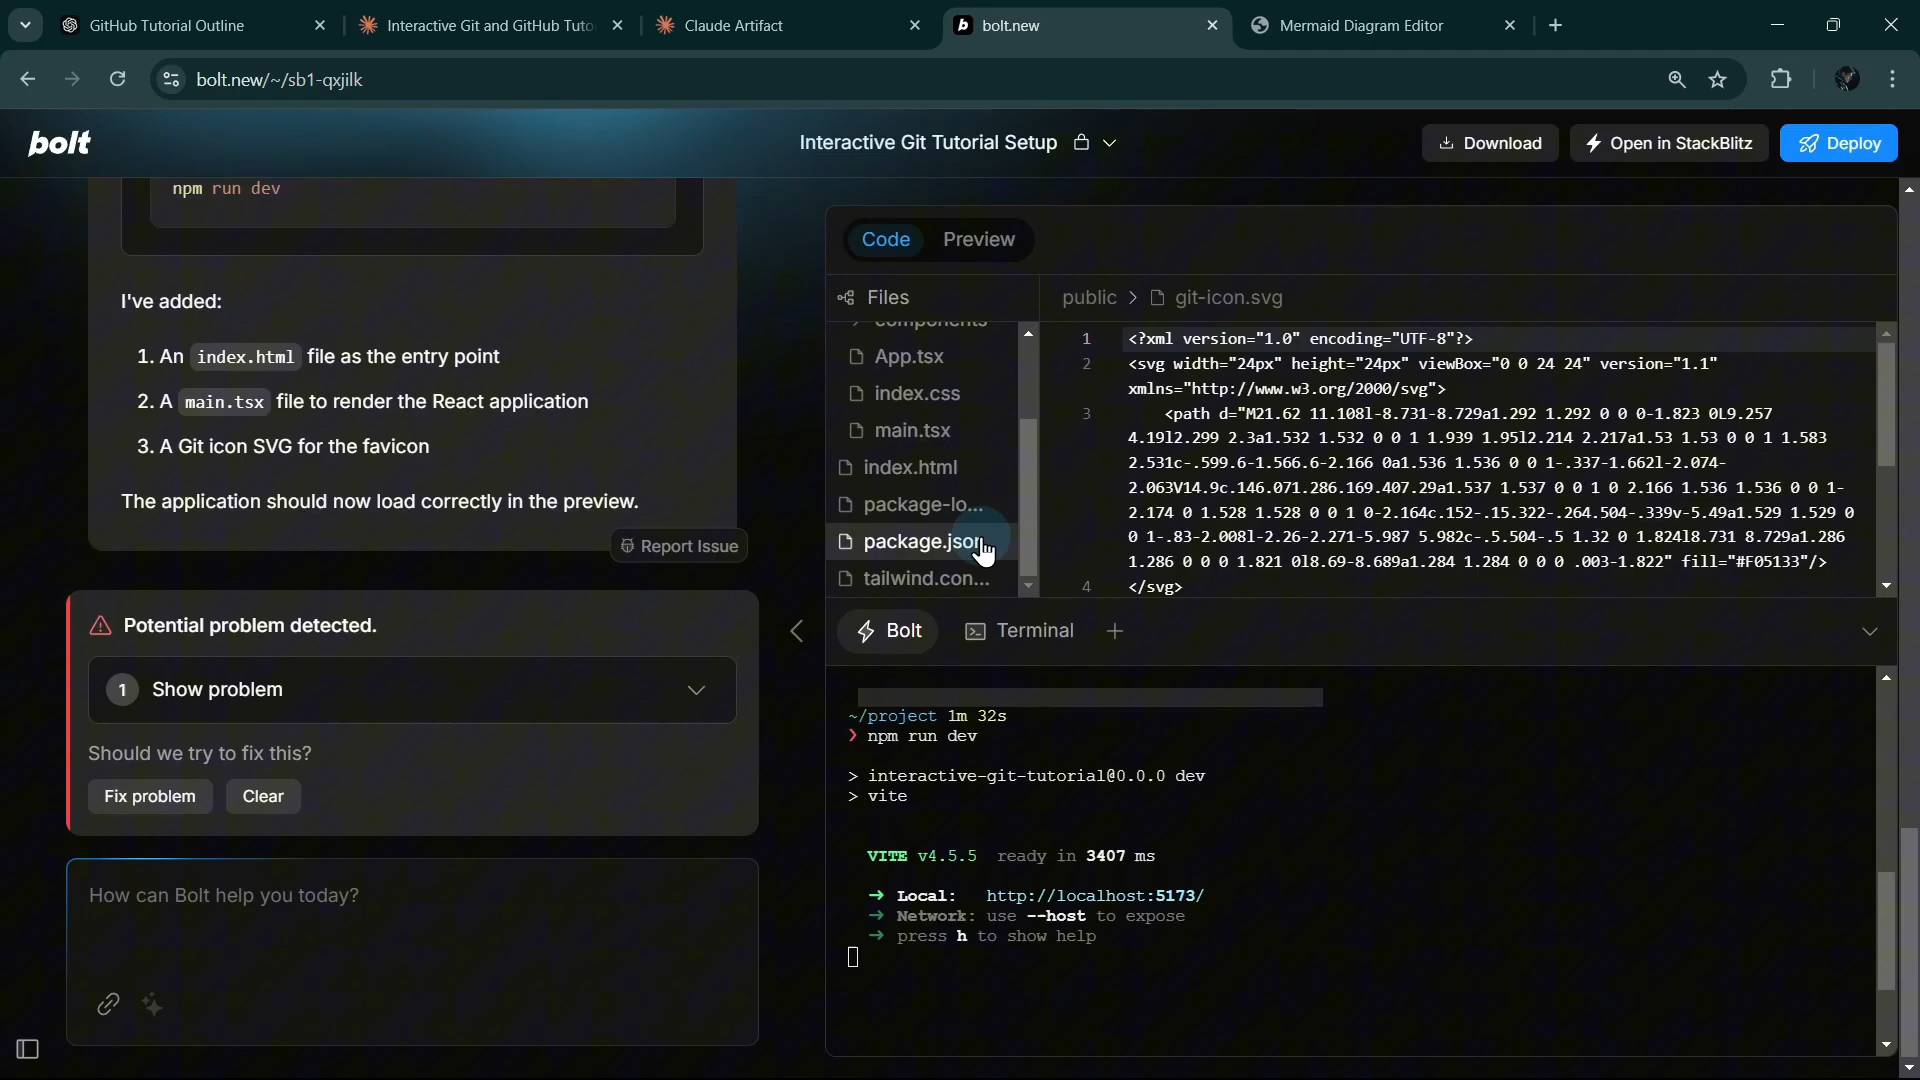 GitHub Tutorial Outline
Interactive Git and GitHub Tuto
Claude Artifact
bolt.new
Mermaid Diagram Editor
bolt.new/~/sb1-qxjilk
bolt
Interactive Git Tutorial Setup
Download
Open in StackBlitz
Deploy
npm run dev
I've added:
1. An index.html file as the entry point
2. A main.tsx file to render the React application
3. A Git icon SVG for the favicon
The application should now load correctly in the preview.
Report Issue
Potential problem detected.
1 Show problem
Should we try to fix this?
Fix problem
Clear
How can Bolt help you today?
Code
Preview
Files
components
App.tsx
index.css
main.tsx
index.html
package-lo...
package.json
tailwind.con...
public > git-icon.svg
1 <?xml version="1.0" encoding="UTF-8"?>
2 <svg width="24px" height="24px" viewBox="0 0 24 24" version="1.1"
xmlns="http://www.w3.org/2000/svg">
3 <path d="M21.62 11.108l-8.731-8.729a1.292 1.292 0 0 0-1.823 0L9.257
4.19l2.299 2.3a1.532 1.532 0 0 1 1.939 1.95l2.214 2.217a1.53 1.53 0 0 1 1.583
2.531c-.599.6-1.566.6-2.166 0a1.536 1.536 0 0 1-.337-1.662l-2.074-
2.063V14.9c.146.071.286.169.407.29a1.537 1.537 0 0 1 0 2.166 1.536 1.536 0 0 1-
2.174 0 1.528 1.528 0 0 1 0-2.164c.152-.15.322-.264.504-.339v-5.49a1.529 1.529 0
0 1-.83-2.008l-2.26-2.271-5.987 5.982c-.5.504-.5 1.32 0 1.824l8.731 8.729a1.286
1.286 0 0 0 1.821 0l8.69-8.689a1.284 1.284 0 0 0 .003-1.822" fill="#F05133"/>
4 </svg>
Bolt
Terminal
~/project 1m 32s
❯ npm run dev
> interactive-git-tutorial@0.0.0 dev
> vite
VITE v4.5.5 ready in 3407 ms
➜ Local: http://localhost:5173/
➜ Network: use --host to expose
➜ press h to show help